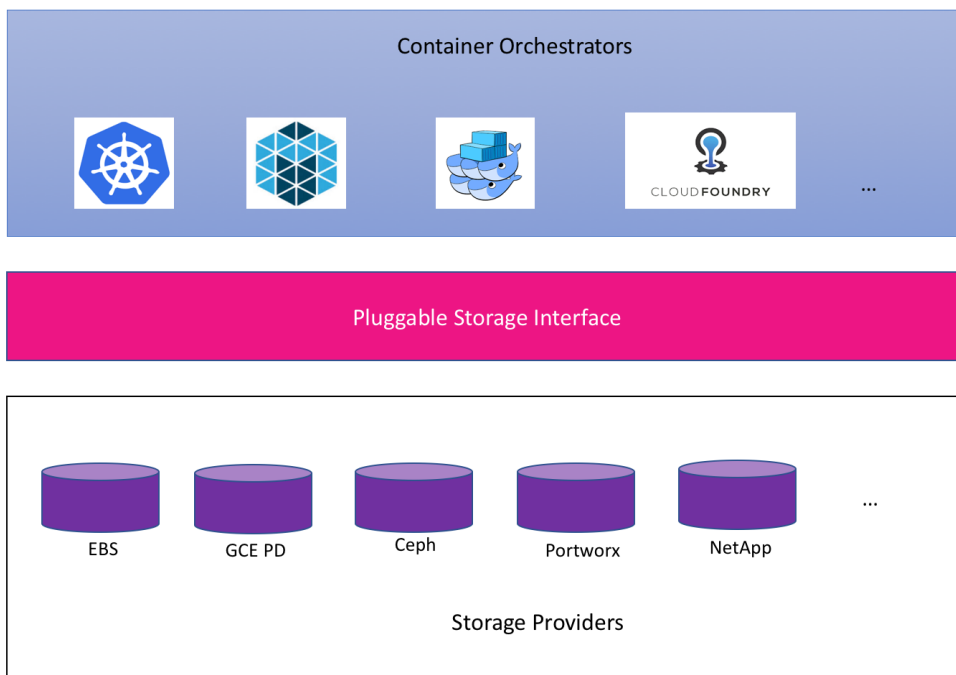 Container Orchestrators
CLOUDFOUNDRY
...
Pluggable Storage Interface
...
EBS
GCE PD
Ceph
Portworx
NetApp
Storage Providers